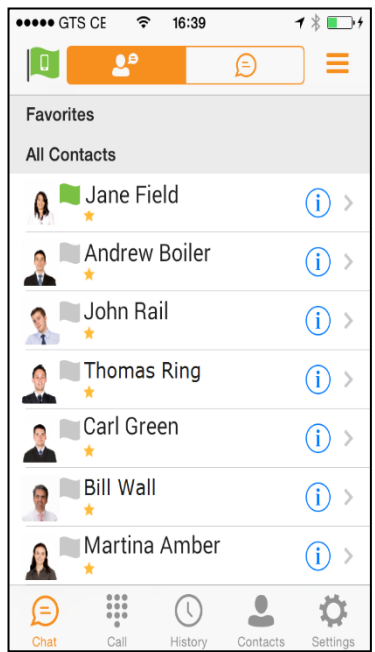 GTS CE 16:39
Favorites
All Contacts
Jane Field
Andrew Boiler
John Rail
Thomas Ring
Carl Green
Bill Wall
Martina Amber
Chat Call History Contacts Settings